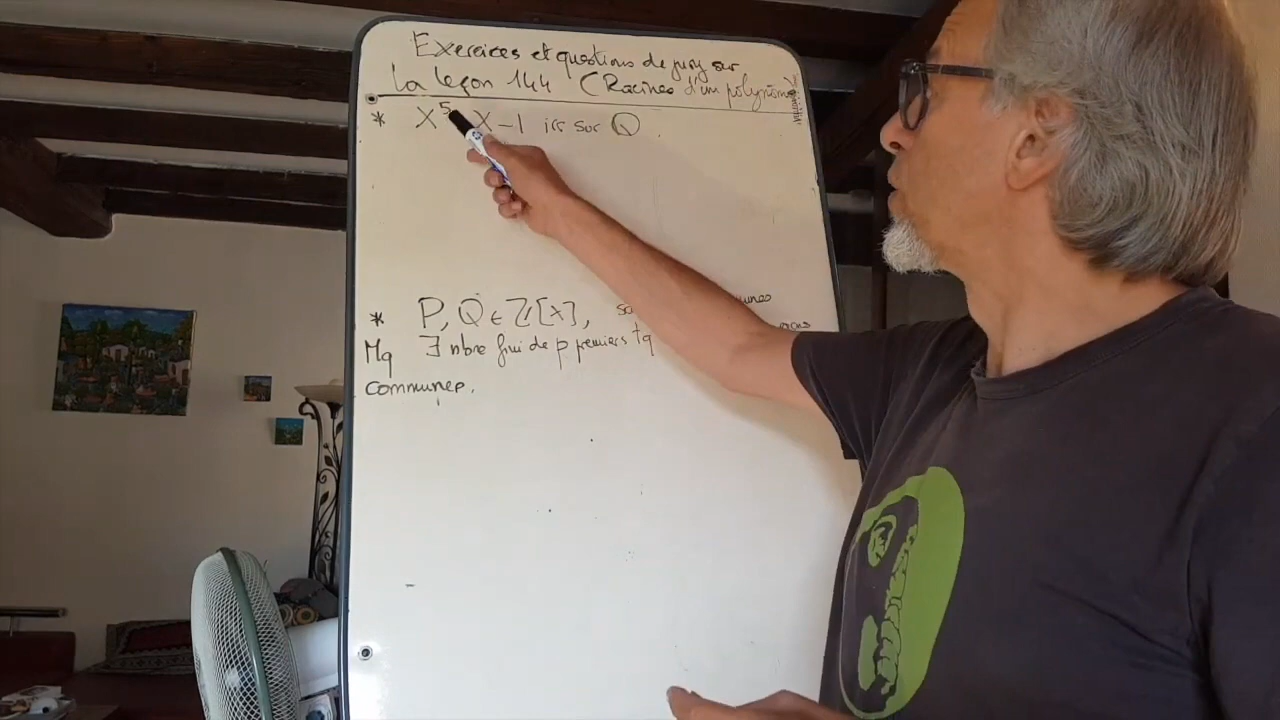 Exercices et questions de jury sur
la leçon 144 (Racines d'un polynôme
* X⁵ X-1 irr sur Q
* P, Q ∈ Z[X],
Mq ∃ nbre fini de p premiers tq
communes.